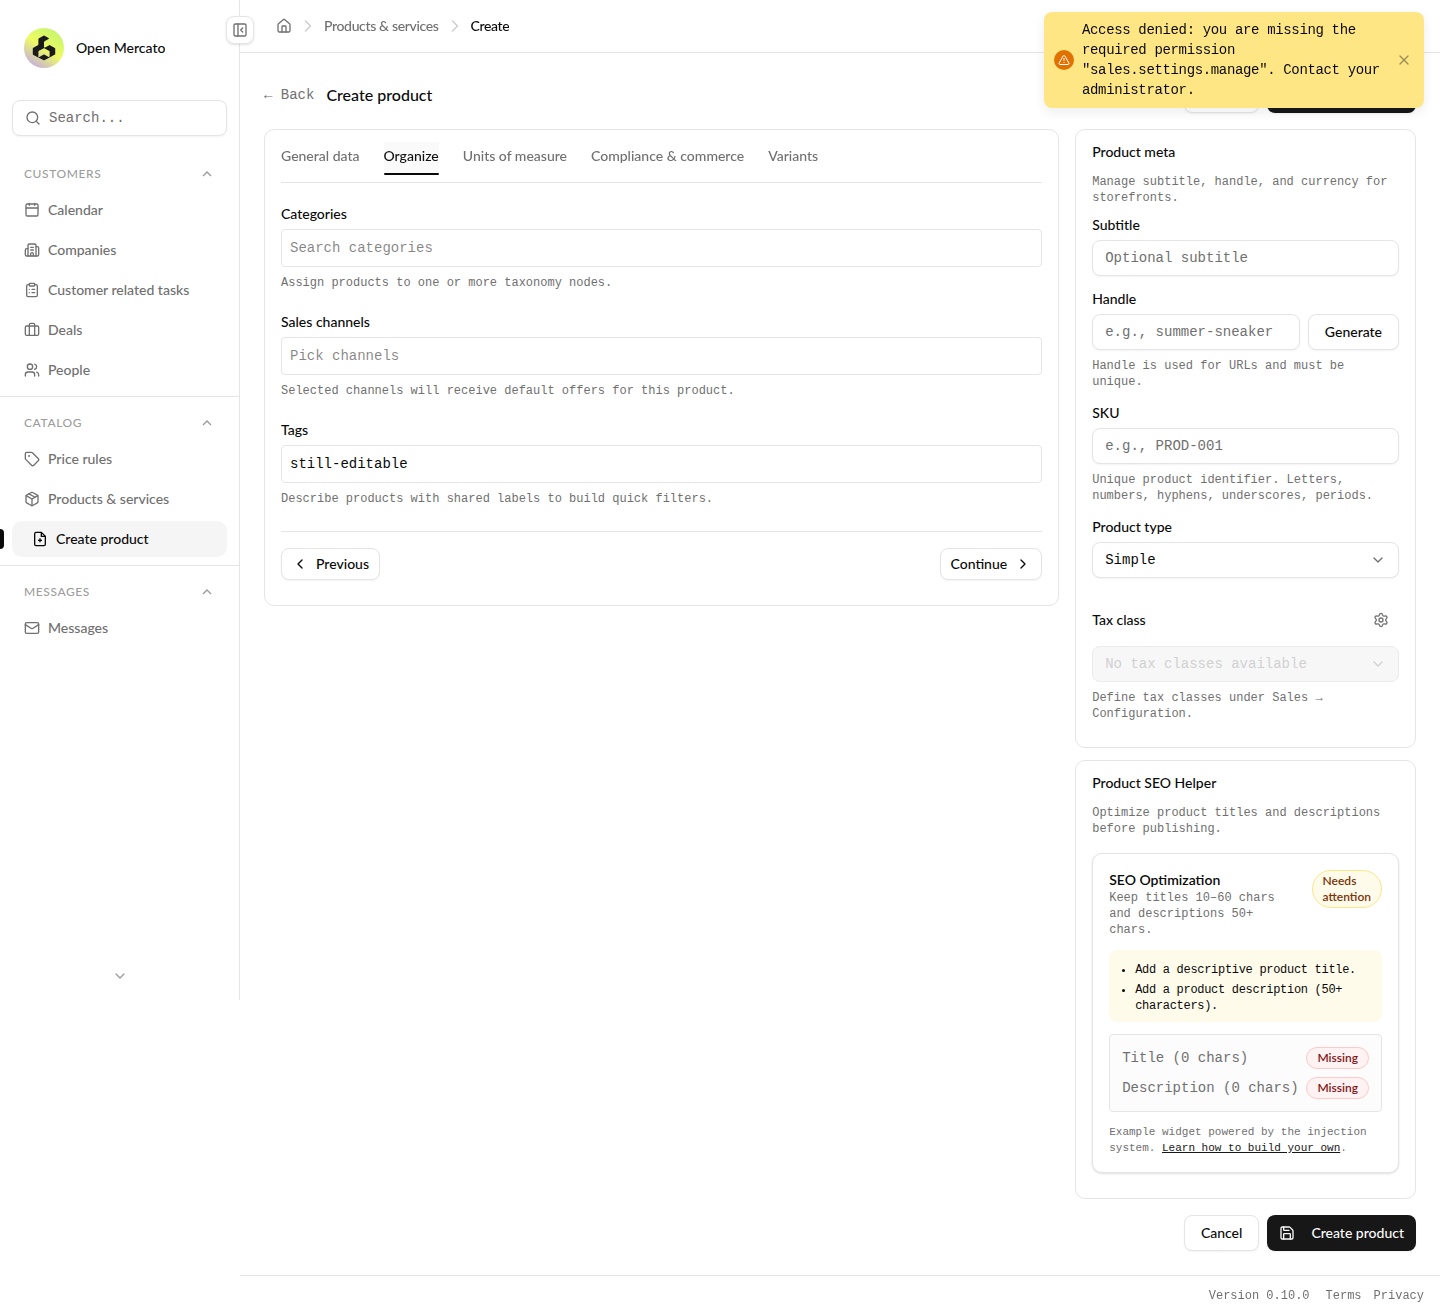 Open Mercato
Search...
CUSTOMERS
Calendar
Companies
Customer related tasks
Deals
People
CATALOG
Price rules
Products & services
Create product
MESSAGES
Messages
Products & services
Create
Access denied: you are missing the
required permission
"sales.settings.manage". Contact your
administrator.
← Back
Create product
General data
Organize
Units of measure
Compliance & commerce
Variants
Categories
Search categories
Assign products to one or more taxonomy nodes.
Sales channels
Pick channels
Selected channels will receive default offers for this product.
Tags
still-editable
Describe products with shared labels to build quick filters.
Previous
Continue
Product meta
Manage subtitle, handle, and currency for
storefronts.
Subtitle
Optional subtitle
Handle
e.g., summer-sneaker
Generate
Handle is used for URLs and must be
unique.
SKU
e.g., PROD-001
Unique product identifier. Letters,
numbers, hyphens, underscores, periods.
Product type
Simple
Tax class
No tax classes available
Define tax classes under Sales →
Configuration.
Product SEO Helper
Optimize product titles and descriptions
before publishing.
SEO Optimization
Keep titles 10–60 chars
and descriptions 50+
chars.
Needs
attention
• Add a descriptive product title.
• Add a product description (50+
characters).
Title (0 chars)
Missing
Description (0 chars)
Missing
Example widget powered by the injection
system. Learn how to build your own.
Cancel
Create product
Version 0.10.0
Terms
Privacy